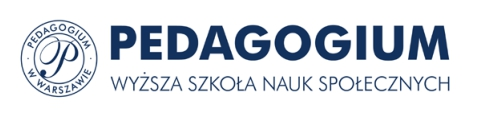 PEDAGOGIUM
W WARSZAWIE
P
PEDAGOGIUM
WYŻSZA SZKOŁA NAUK SPOŁECZNYCH